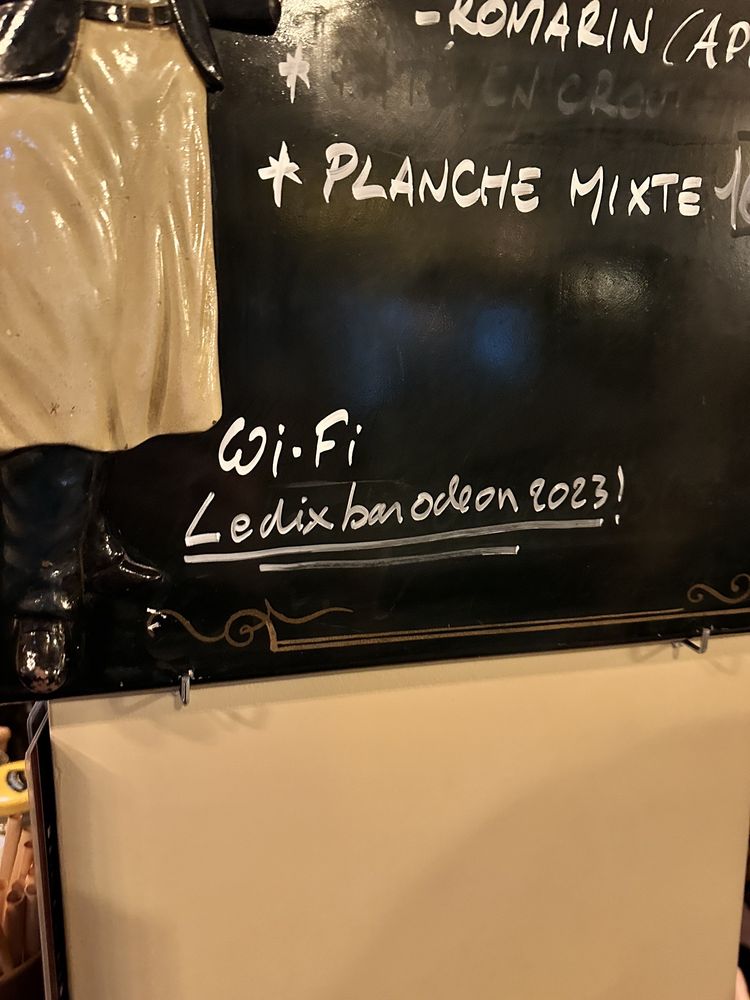 - ROMARIN (AP
*
EN CROU
* PLANCHE MIXTE
Wi-Fi
Ledixbarodeon2023!